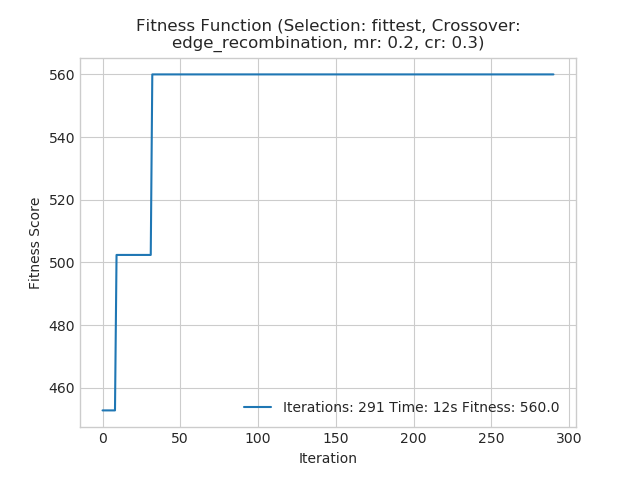 Fitness Function (Selection: fittest, Crossover:
edge_recombination, mr: 0.2, cr: 0.3)
560
540
520
500
480
460
Fitness Score
Iterations: 291 Time: 12s Fitness: 560.0
0 50 100 150 200 250 300
Iteration